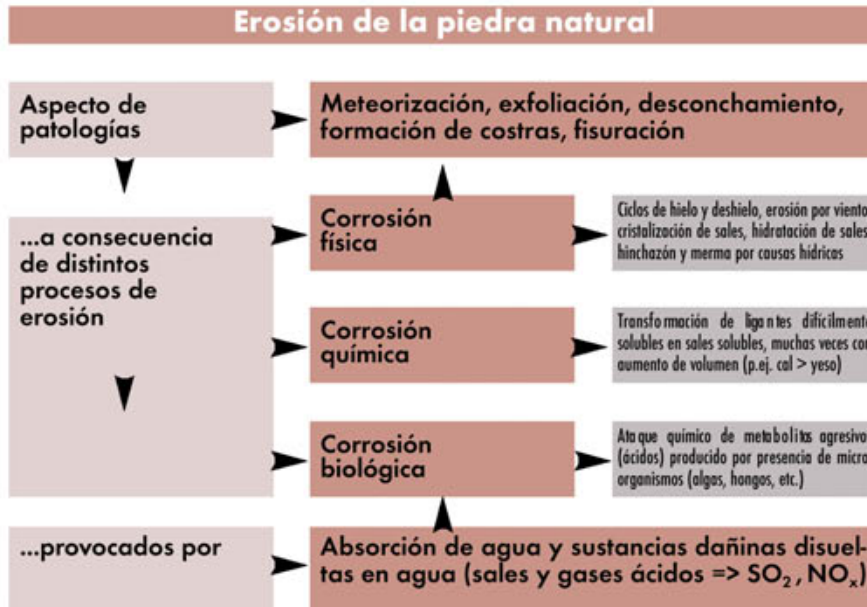 Erosión de la piedra natural
Aspecto de
patologías
Meteorización, exfoliación, desconchamiento,
formación de costras, fisuración
...a consecuencia
de distintos
procesos de
erosión
Corrosión
física
Ciclos de hielo y deshielo, erosión por viento
cristalización de sales, hidratación de sales
hinchazón y merma por causas hídricas
Corrosión
química
Transformación de ligantes difícilmente
solubles en sales solubles, muchas veces con
aumento de volumen (p.ej. cal > yeso)
Corrosión
biológica
Ataque químico de metabolitos agresivo
(ácidos) producido por presencia de micro
organismos (algas, hongos, etc.)
...provocados por
Absorción de agua y sustancias dañinas disuel-
tas en agua (sales y gases ácidos => SO₂, NOₓ)